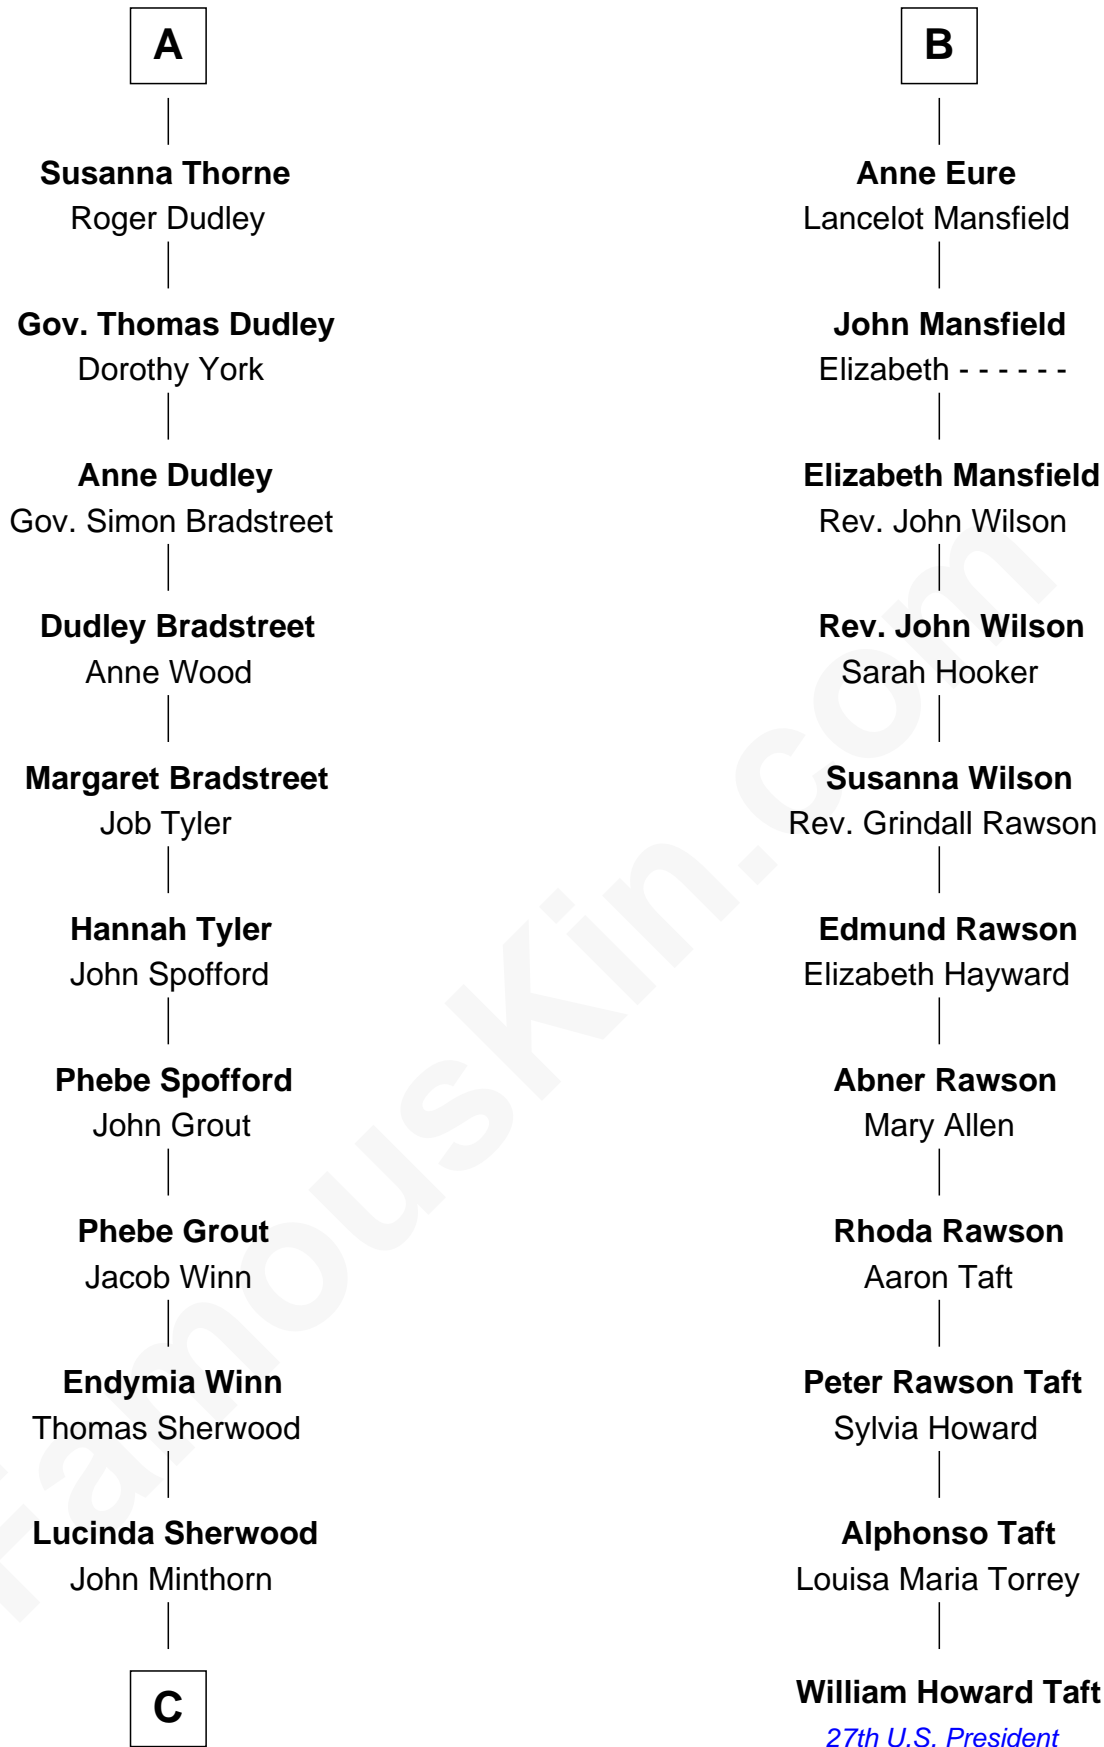 A
Susanna Thorne
Roger Dudley
Gov. Thomas Dudley
Dorothy York
Anne Dudley
Gov. Simon Bradstreet
Dudley Bradstreet
Anne Wood
Margaret Bradstreet
Job Tyler
Hannah Tyler
John Spofford
Phebe Spofford
John Grout
Phebe Grout
Jacob Winn
Endymia Winn
Thomas Sherwood
Lucinda Sherwood
John Minthorn
C
B
Anne Eure
Lancelot Mansfield
John Mansfield
Elizabeth - - - - - -
Elizabeth Mansfield
Rev. John Wilson
Rev. John Wilson
Sarah Hooker
Susanna Wilson
Rev. Grindall Rawson
Edmund Rawson
Elizabeth Hayward
Abner Rawson
Mary Allen
Rhoda Rawson
Aaron Taft
Peter Rawson Taft
Sylvia Howard
Alphonso Taft
Louisa Maria Torrey
William Howard Taft
27th U.S. President
FamousKin.com